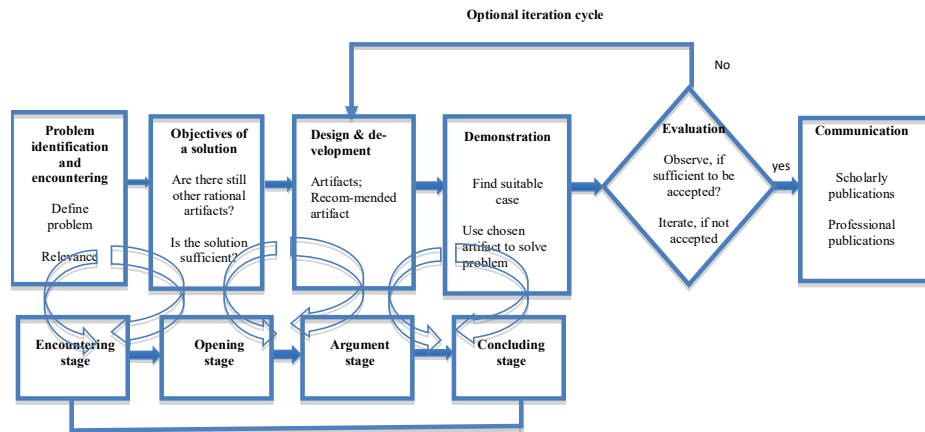 Optional iteration cycle
No
Problem
identification
and
encountering
Define
problem
Relevance
Objectives of
a solution
Are there still
other rational
artifacts?
Is the solution
sufficient?
Design & de-
velopment
Artifacts;
Recom-mended
artifact
Demonstration
Find suitable
case
Use chosen
artifact to solve
problem
Evaluation
Observe, if
sufficient to be
accepted?
Iterate, if not
accepted
yes
Communication
Scholarly
publications
Professional
publications
Encountering
stage
Opening
stage
Argument
stage
Concluding
stage